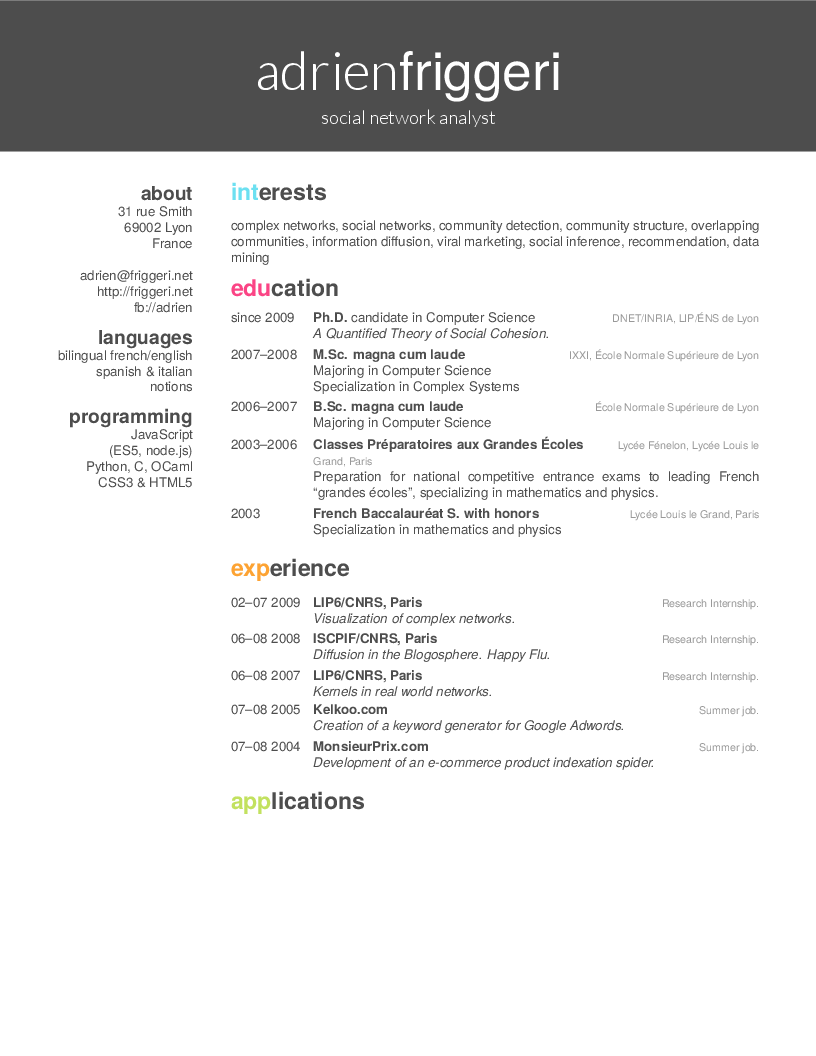 adrienfriggeri
social network analyst
about
31 rue Smith
69002 Lyon
France
adrien@friggeri.net
http://friggeri.net
fb://adrien
languages
bilingual french/english
spanish & italian
notions
programming
JavaScript
(ES5, node.js)
Python, C, OCaml
CSS3 & HTML5
interests
complex networks, social networks, community detection, community structure, overlapping
communities, information diffusion, viral marketing, social inference, recommendation, data
mining
education
since 2009 Ph.D. candidate in Computer Science DNET/INRIA, LIP/ÉNS de Lyon
A Quantified Theory of Social Cohesion.
2007–2008 M.Sc. magna cum laude IXXI, École Normale Supérieure de Lyon
Majoring in Computer Science
Specialization in Complex Systems
2006–2007 B.Sc. magna cum laude École Normale Supérieure de Lyon
Majoring in Computer Science
2003–2006 Classes Préparatoires aux Grandes Écoles Lycée Fénelon, Lycée Louis le
Grand, Paris
Preparation for national competitive entrance exams to leading French
“grandes écoles”, specializing in mathematics and physics.
2003 French Baccalauréat S. with honors Lycée Louis le Grand, Paris
Specialization in mathematics and physics
experience
02–07 2009 LIP6/CNRS, Paris Research Internship.
Visualization of complex networks.
06–08 2008 ISCPIF/CNRS, Paris Research Internship.
Diffusion in the Blogosphere. Happy Flu.
06–08 2007 LIP6/CNRS, Paris Research Internship.
Kernels in real world networks.
07–08 2005 Kelkoo.com Summer job.
Creation of a keyword generator for Google Adwords.
07–08 2004 MonsieurPrix.com Summer job.
Development of an e-commerce product indexation spider.
applications